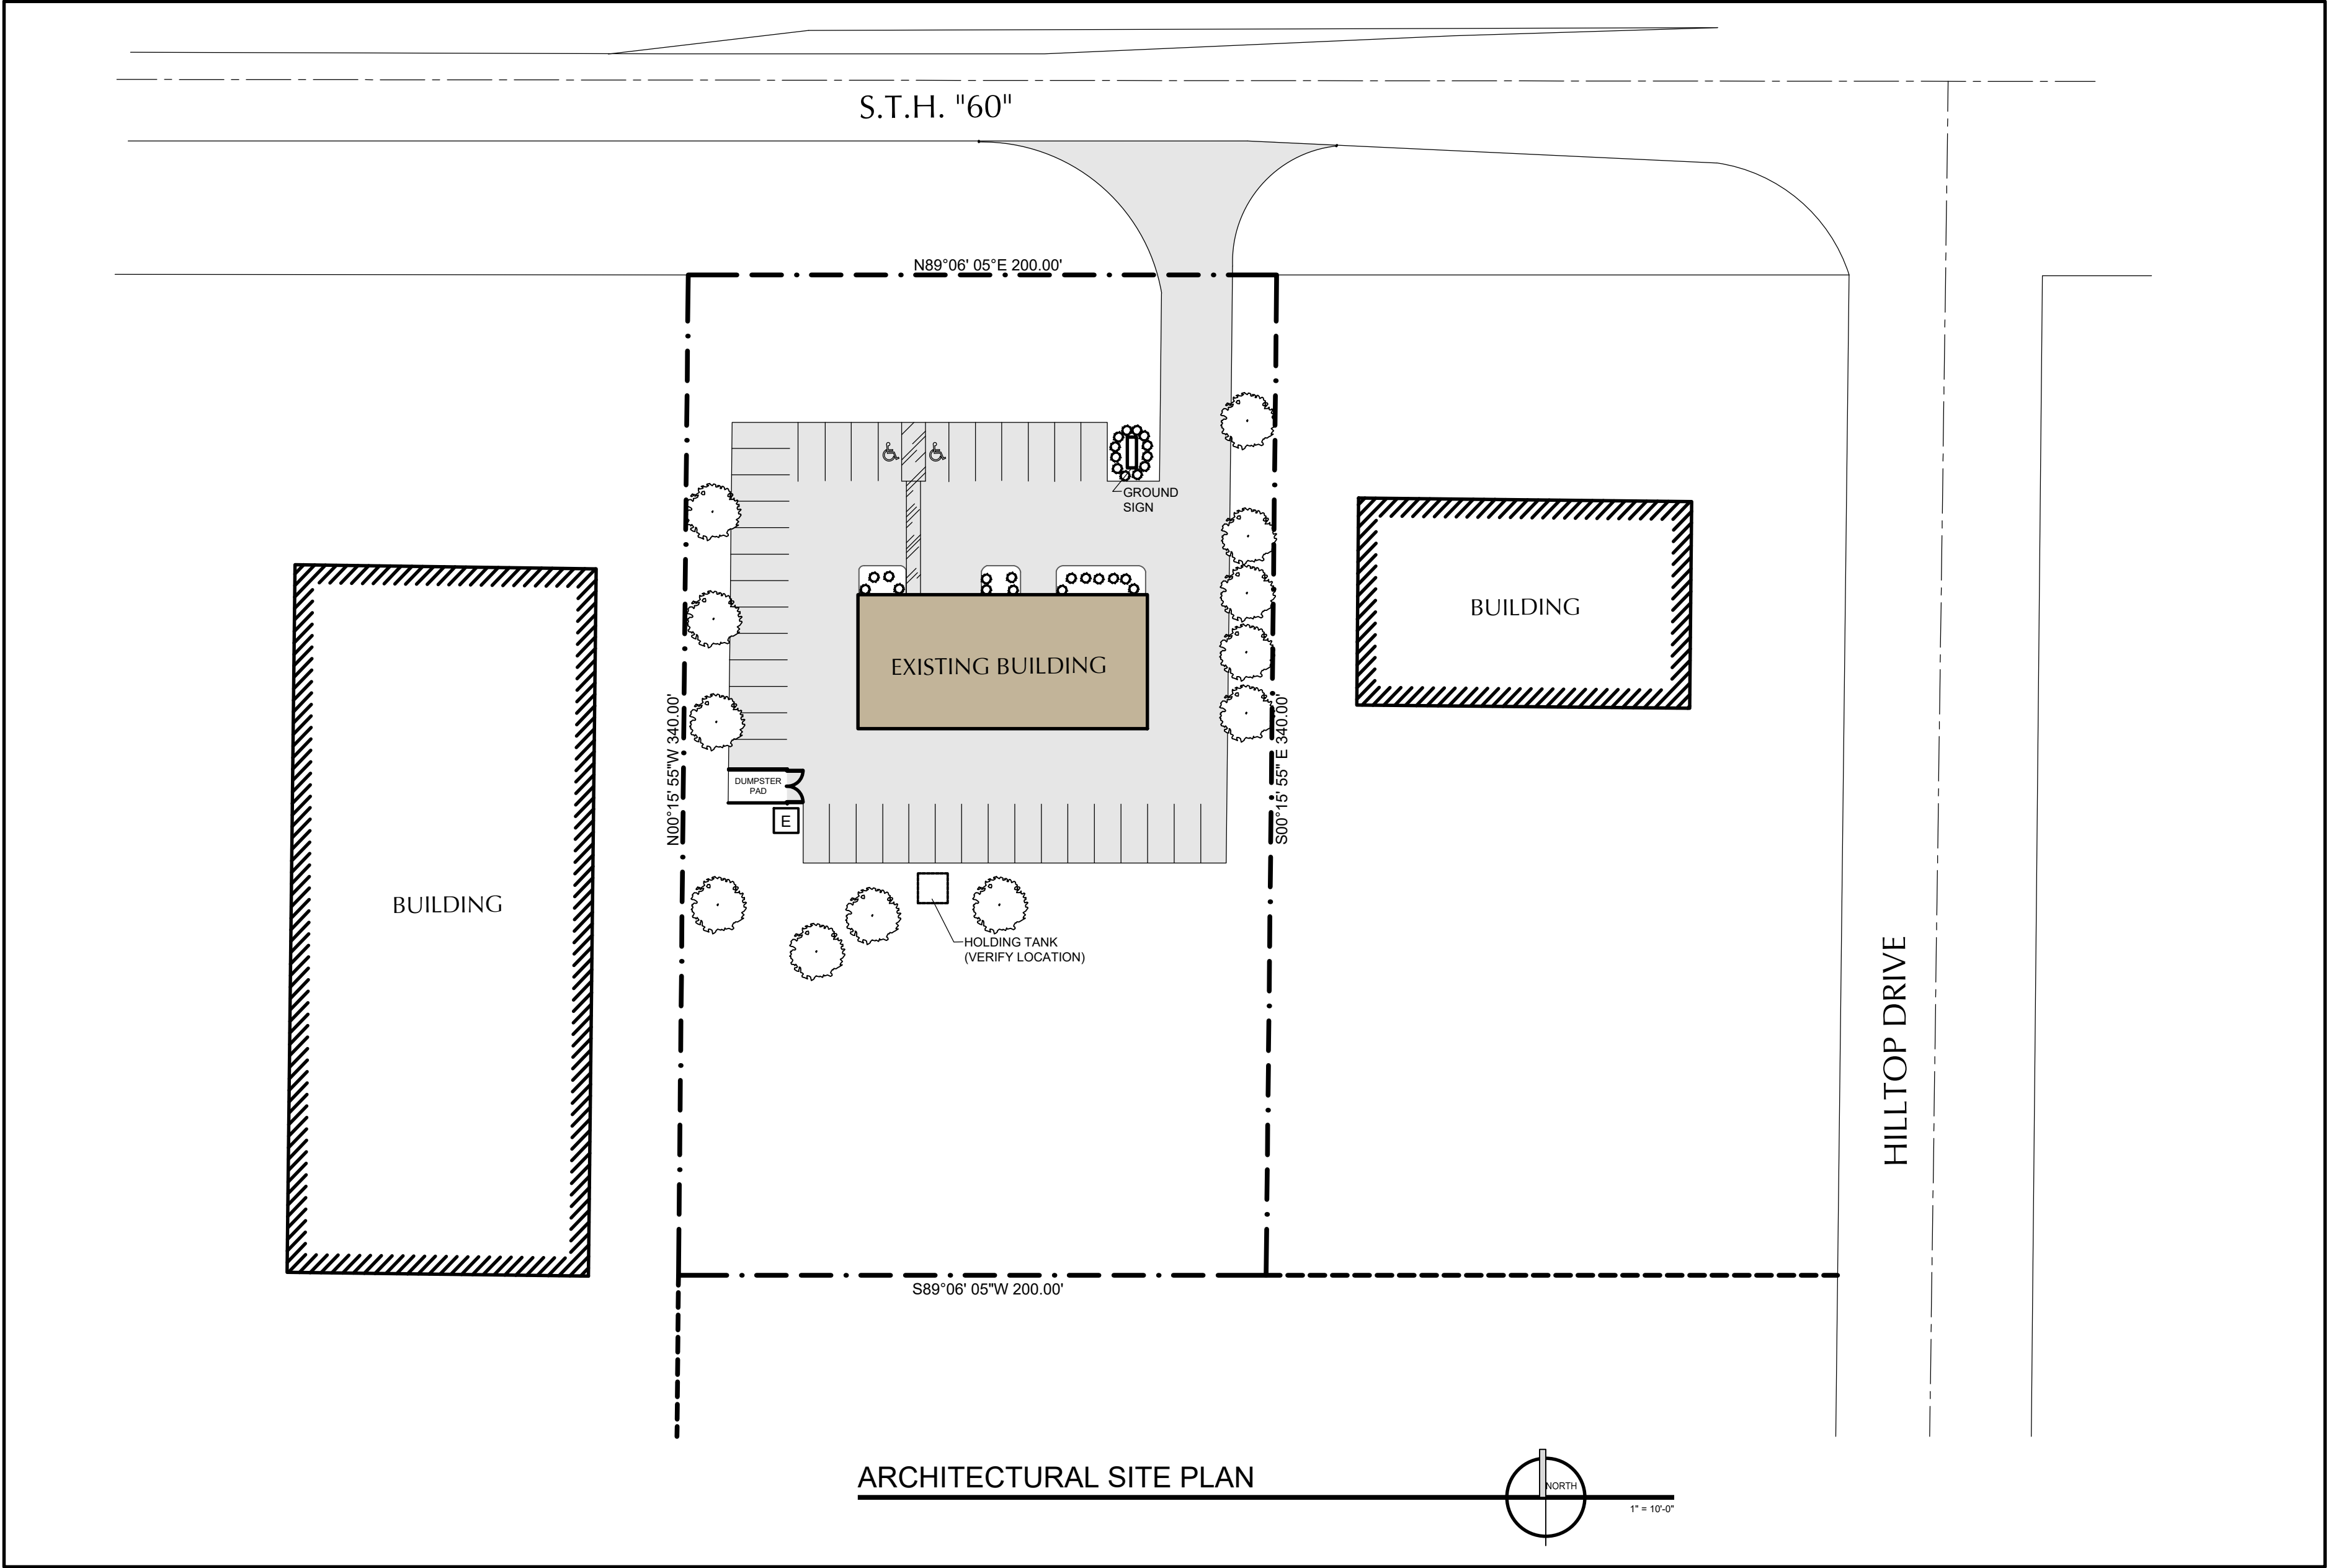 S.T.H. "60"
N89°06' 05°E 200.00'
GROUND
SIGN
BUILDING
EXISTING BUILDING
N00°15' 55"W 340.00'
S00°15' 55" E 340.00'
DUMPSTER
PAD
E
BUILDING
HOLDING TANK
(VERIFY LOCATION)
HILLTOP DRIVE
S89°06' 05"W 200.00'
ARCHITECTURAL SITE PLAN
NORTH
1" = 10'-0"